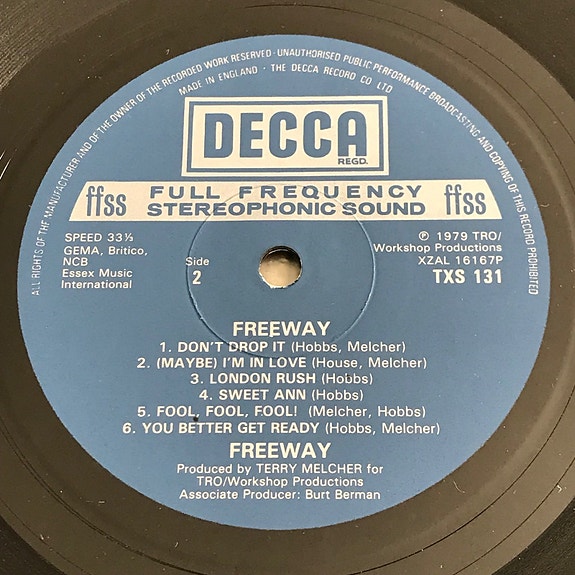 ALL RIGHTS OF THE MANUFACTURER AND OF THE OWNER OF THE RECORDED WORK RESERVED · UNAUTHORISED PUBLIC PERFORMANCE BROADCASTING AND COPYING OF THIS RECORD PROHIBITED
MADE IN ENGLAND · THE DECCA RECORD CO LTD
DECCA
REGD.
ffss FULL FREQUENCY STEREOPHONIC SOUND ffss
SPEED 33⅓
GEMA, Britico,
NCB
Essex Music
International
Side
2
℗ 1979 TRO/
Workshop Productions
XZAL 16167P
TXS 131
FREEWAY
1. DON'T DROP IT (Hobbs, Melcher)
2. (MAYBE) I'M IN LOVE (House, Melcher)
3. LONDON RUSH (Hobbs)
4. SWEET ANN (Hobbs)
5. FOOL, FOOL, FOOL! (Melcher, Hobbs)
6. YOU BETTER GET READY (Hobbs, Melcher)
FREEWAY
Produced by TERRY MELCHER for
TRO/Workshop Productions
Associate Producer: Burt Berman